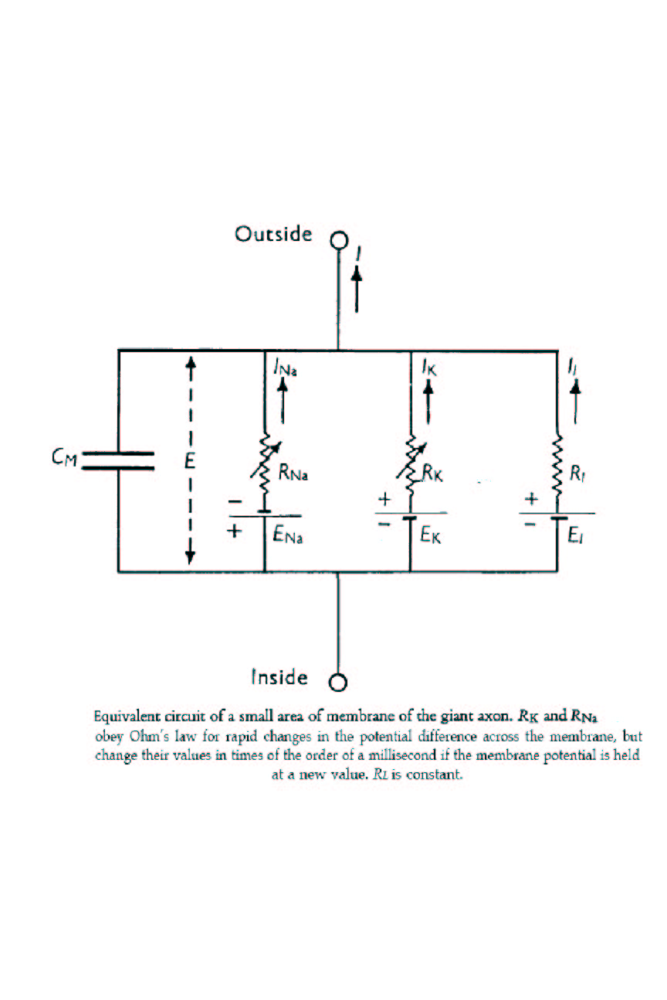 Outside
I
INa
IK
Il
CM
E
RNa
RK
Rl
−
+
ENa
+
−
EK
+
−
El
Inside
Equivalent circuit of a small area of membrane of the giant axon. RK and RNa
obey Ohm's law for rapid changes in the potential difference across the membrane, but
change their values in times of the order of a millisecond if the membrane potential is held
at a new value. RL is constant.